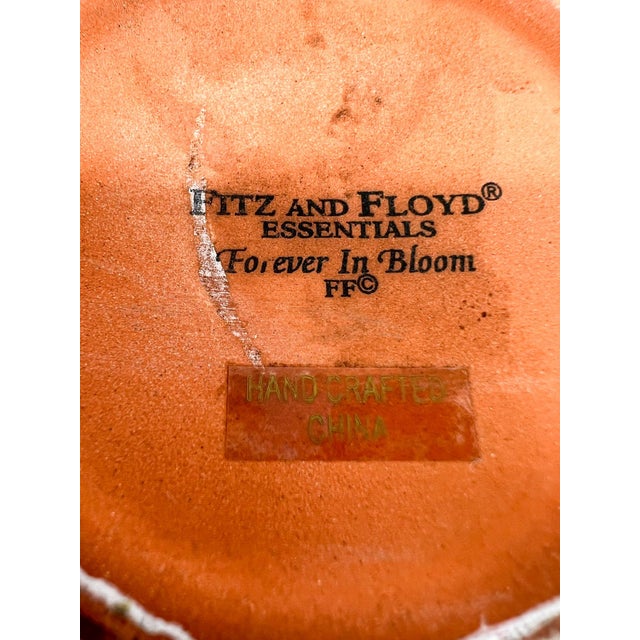 FITZ AND FLOYD®
ESSENTIALS
Forever In Bloom
FF©
HAND CRAFTED
CHINA